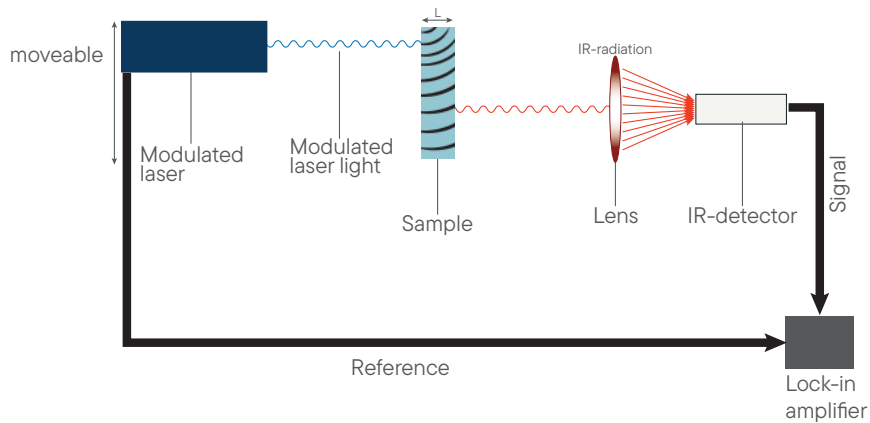 L
moveable
IR-radiation
Modulated
laser
Modulated
laser light
Sample
Lens
IR-detector
Signal
Reference
Lock-in
amplifier